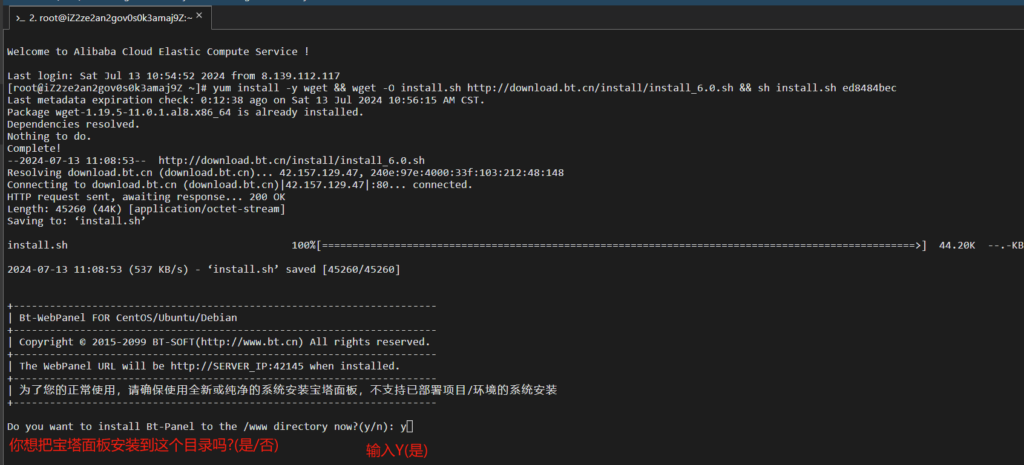 2. root@iZ2ze2an2gov0s0k3amaj9Z:~ ×
Welcome to Alibaba Cloud Elastic Compute Service !
Last login: Sat Jul 13 10:54:52 2024 from 8.139.112.117
[root@iZ2ze2an2gov0s0k3amaj9Z ~]# yum install -y wget && wget -O install.sh http://download.bt.cn/install/install_6.0.sh && sh install.sh ed8484bec
Last metadata expiration check: 0:12:38 ago on Sat 13 Jul 2024 10:56:15 AM CST.
Package wget-1.19.5-11.0.1.al8.x86_64 is already installed.
Dependencies resolved.
Nothing to do.
Complete!
--2024-07-13 11:08:53--  http://download.bt.cn/install/install_6.0.sh
Resolving download.bt.cn (download.bt.cn)... 42.157.129.47, 240e:97e:4000:33f:103:212:48:148
Connecting to download.bt.cn (download.bt.cn)|42.157.129.47|:80... connected.
HTTP request sent, awaiting response... 200 OK
Length: 45260 (44K) [application/octet-stream]
Saving to: ‘install.sh’
install.sh 100%[===================================================================================================>] 44.20K --.-KB
2024-07-13 11:08:53 (537 KB/s) - ‘install.sh’ saved [45260/45260]
+----------------------------------------------------------------------
| Bt-WebPanel FOR CentOS/Ubuntu/Debian
+----------------------------------------------------------------------
| Copyright © 2015-2099 BT-SOFT(http://www.bt.cn) All rights reserved.
+----------------------------------------------------------------------
| The WebPanel URL will be http://SERVER_IP:42145 when installed.
+----------------------------------------------------------------------
| 为了您的正常使用，请确保使用全新或纯净的系统安装宝塔面板，不支持已部署项目/环境的系统安装
+----------------------------------------------------------------------
Do you want to install Bt-Panel to the /www directory now?(y/n): y
你想把宝塔面板安装到这个目录吗?(是/否)
输入Y(是)